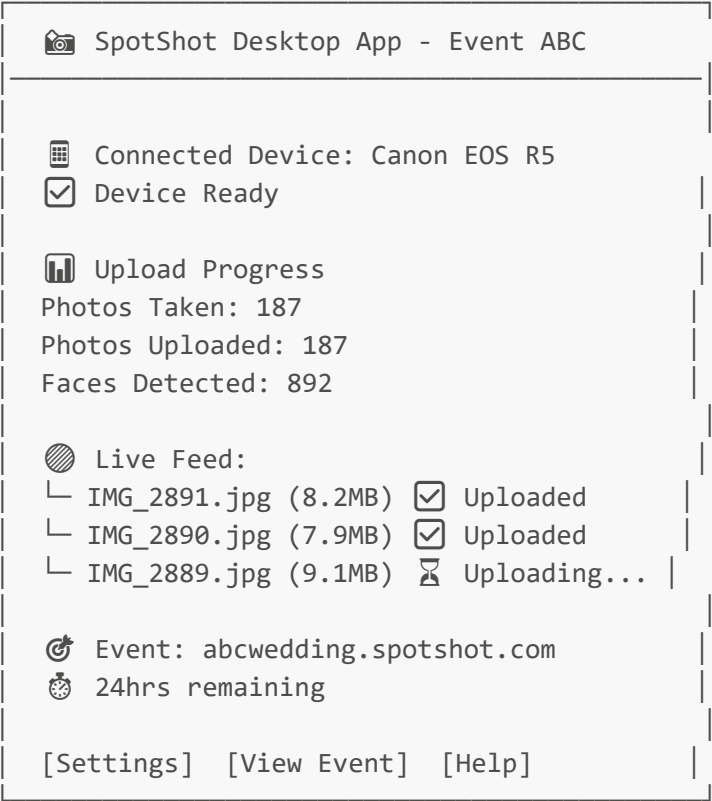 SpotShot Desktop App - Event ABC
Connected Device: Canon EOS R5
Device Ready
Upload Progress
Photos Taken: 187
Photos Uploaded: 187
Faces Detected: 892
Live Feed:
└─ IMG_2891.jpg (8.2MB) ☑ Uploaded
└─ IMG_2890.jpg (7.9MB) ☑ Uploaded
└─ IMG_2889.jpg (9.1MB) ⏳ Uploading...
Event: abcwedding.spotshot.com
24hrs remaining
[Settings] [View Event] [Help]